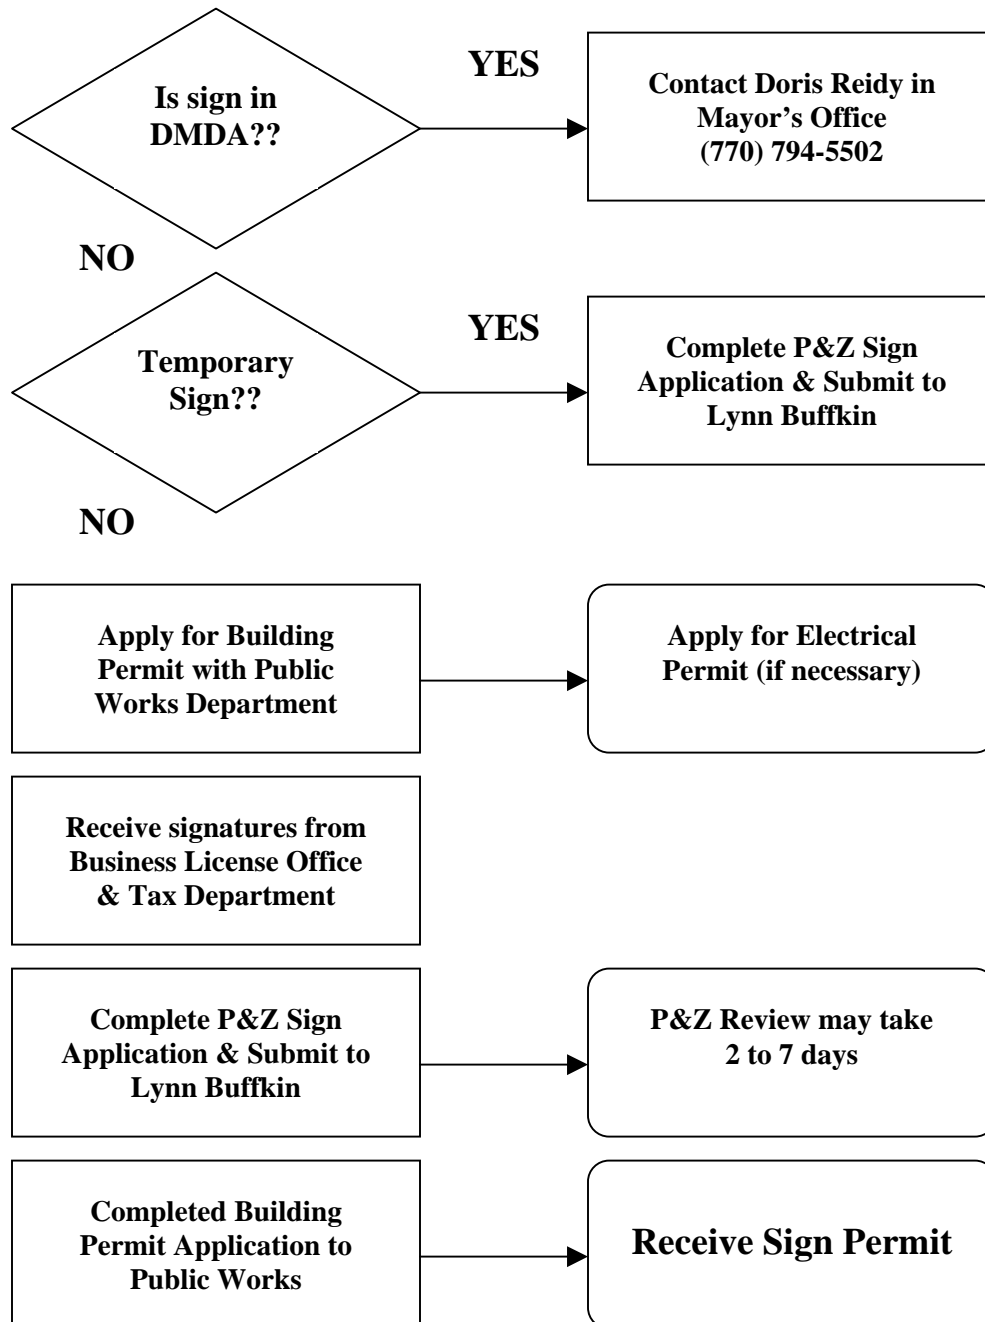 Is sign in
DMDA??
YES
Contact Doris Reidy in
Mayor's Office
(770) 794-5502
NO
Temporary
Sign??
YES
Complete P&Z Sign
Application & Submit to
Lynn Buffkin
NO
Apply for Building
Permit with Public
Works Department
Apply for Electrical
Permit (if necessary)
Receive signatures from
Business License Office
& Tax Department
Complete P&Z Sign
Application & Submit to
Lynn Buffkin
P&Z Review may take
2 to 7 days
Completed Building
Permit Application to
Public Works
Receive Sign Permit